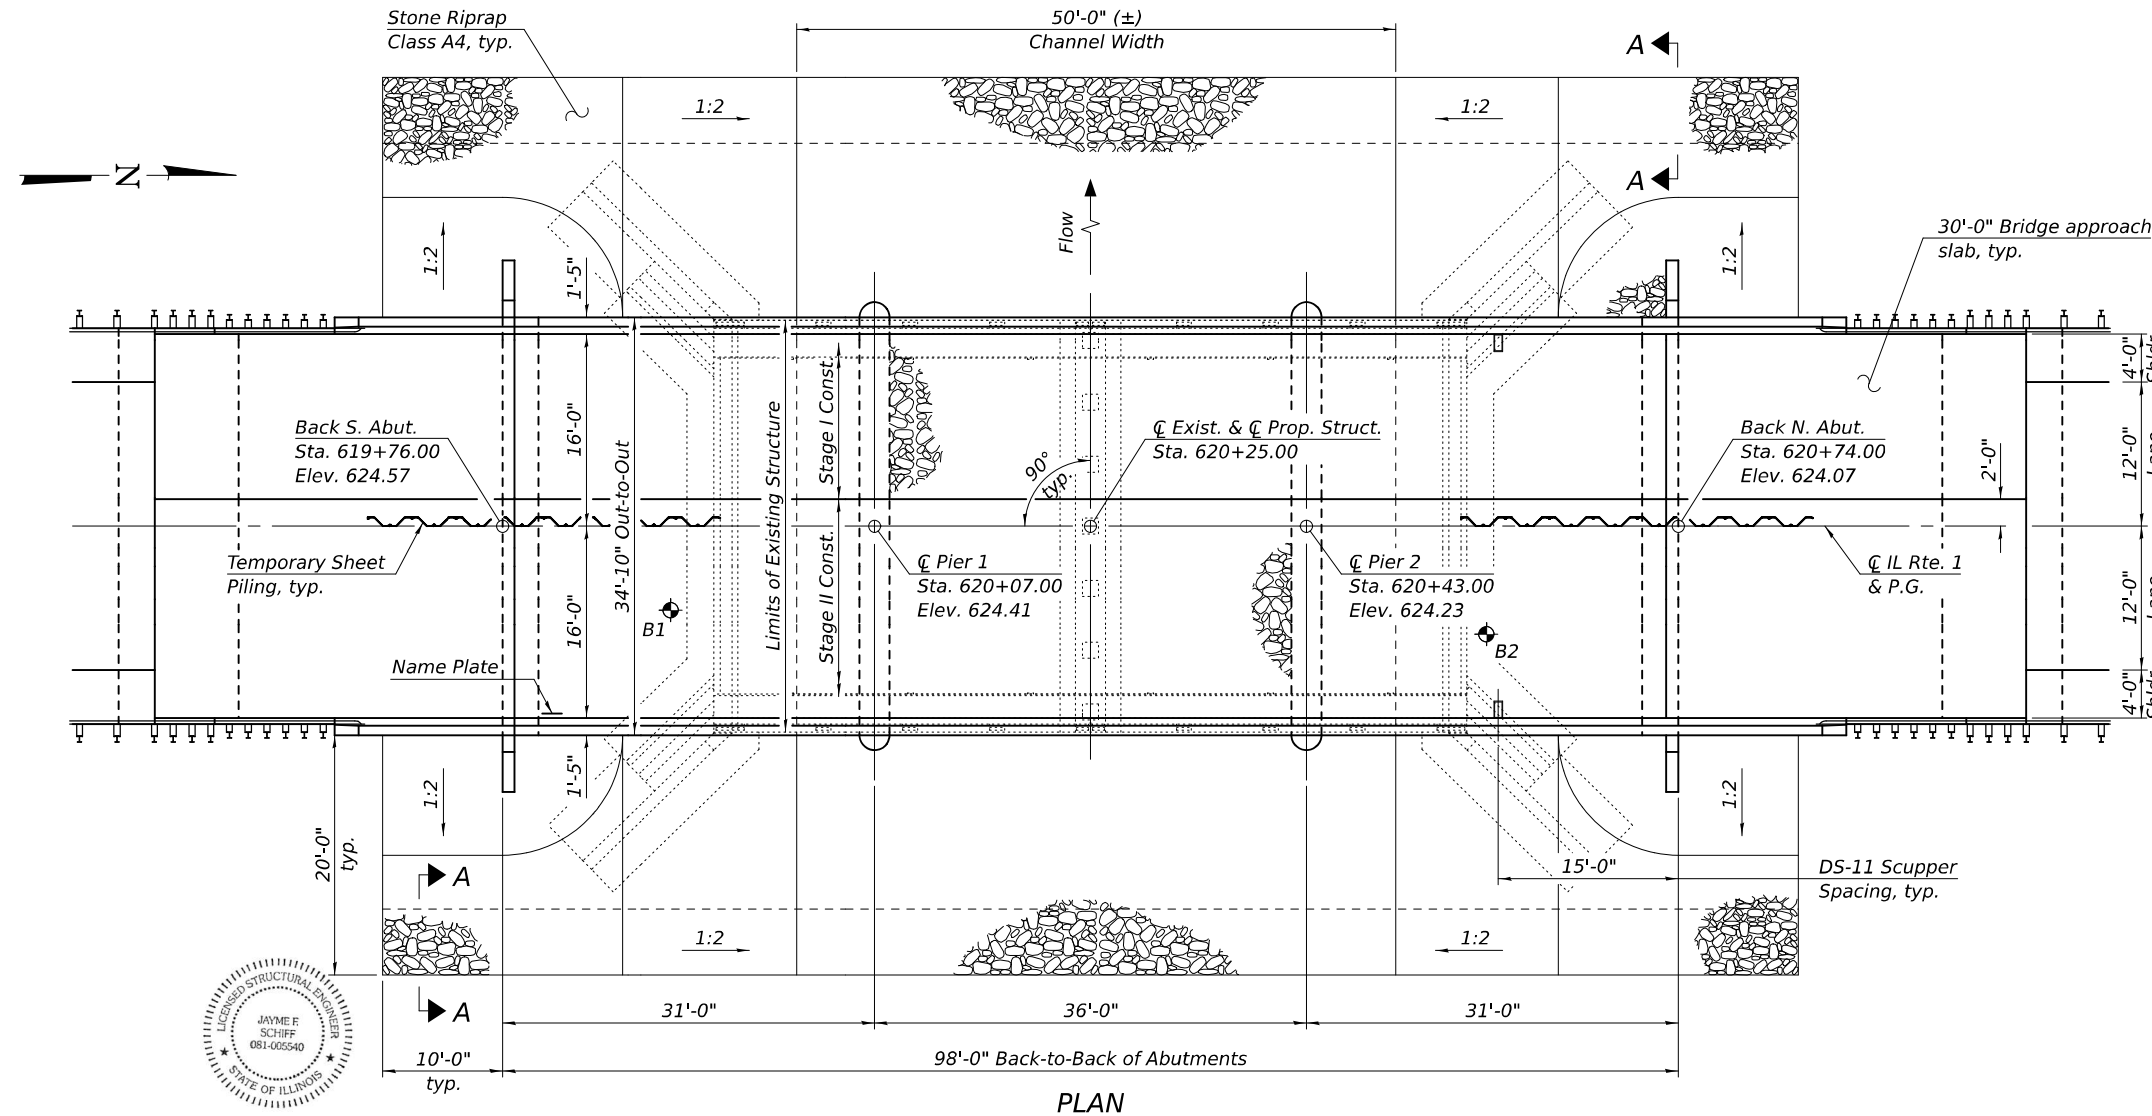 Stone Riprap
Class A4, typ.
50'-0" (±)
Channel Width
A
A
1:2
1:2
N
Flow
1:2
1:2
30'-0" Bridge approach
slab, typ.
1'-5"
Back S. Abut.
Sta. 619+76.00
Elev. 624.57
16'-0"
34'-10" Out-to-Out
Limits of Existing Structure
Stage I Const.
Stage II Const.
90°
typ.
℄ Exist. & ℄ Prop. Struct.
Sta. 620+25.00
Back N. Abut.
Sta. 620+74.00
Elev. 624.07
2'-0"
4'-0"
Shldr.
12'-0"
Lane
12'-0"
Lane
4'-0"
Shldr.
Temporary Sheet
Piling, typ.
16'-0"
B1
℄ Pier 1
Sta. 620+07.00
Elev. 624.41
℄ Pier 2
Sta. 620+43.00
Elev. 624.23
B2
℄ IL Rte. 1
& P.G.
Name Plate
1'-5"
1:2
1:2
20'-0"
typ.
A
A
15'-0"
DS-11 Scupper
Spacing, typ.
1:2
1:2
LICENSED STRUCTURAL ENGINEER
JAYME F.
SCHIFF
081-005540
STATE OF ILLINOIS
31'-0"
36'-0"
31'-0"
10'-0"
typ.
98'-0" Back-to-Back of Abutments
PLAN